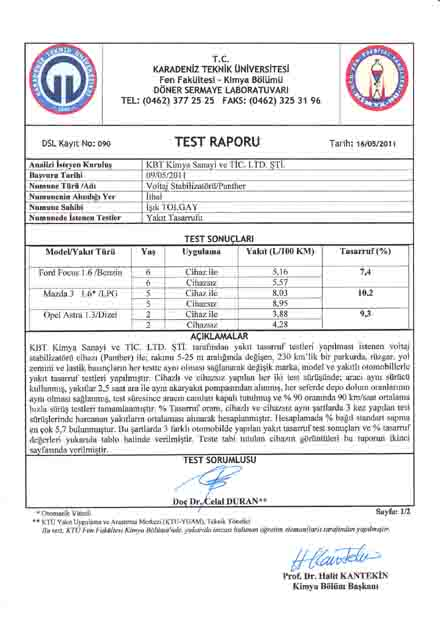 T.C.
KARADENİZ TEKNİK ÜNİVERSİTESİ
Fen Fakültesi - Kimya Bölümü
DÖNER SERMAYE LABORATUVARI
TEL: (0462) 377 25 25 FAKS: (0462) 325 31 96
DSL Kayıt No: 090 TEST RAPORU Tarih: 16/05/2011
Analizi İsteyen Kuruluş KBT Kimya Sanayi ve TİC. LTD. ŞTİ.
Başvuru Tarihi 09/05/2011
Numune Türü /Adı Voltaj Stabilizatörü/Panther
Numunenin Alındığı Yer İthal
Numune Sahibi Işık TOLGAY
Numunede İstenen Testler Yakıt Tasarrufu
TEST SONUÇLARI
Model/Yakıt Türü Yaş Uygulama Yakıt (L/100 KM) Tasarruf (%)
Ford Focus 1.6 /Benzin 6 Cihaz ile 5,16 7,4
6 Cihazsız 5,57
Mazda 3 1.6* /LPG 5 Cihaz ile 8,03 10,2
5 Cihazsız 8,95
Opel Astra 1.3/Dizel 2 Cihaz ile 3,88 9,3
2 Cihazsız 4,28
AÇIKLAMALAR
KBT Kimya Sanayi ve TİC. LTD. ŞTİ. tarafından yakıt tasarruf testleri yapılması istenen voltaj
stabilizatörü cihazı (Panther) ile; rakımı 5-25 m aralığında değişen, 230 km'lik bir parkurda, rüzgar, yol
zemini ve lastik basınçların her testte aynı olması sağlanarak değişik marka, model ve yakıtlı otomobillerle
yakıt tasarruf testleri yapılmıştır. Cihazlı ve cihazsız yapılan her iki test sürüşünde; aracı aynı sürücü
kullanmış, yakıtlar 2,5 saat ara ile aynı akaryakıt pompasından alınmış, her seferde depo dolum oranlarının
aynı olması sağlanmış, test süresince aracın camları kapalı tutulmuş ve % 90 oranında 90 km/saat ortalama
hızla sürüş testleri tamamlanmıştır. % Tasarruf oranı, cihazlı ve cihazsız aynı şartlarda 3 kez yapılan test
sürüşlerinde harcanan yakıtların ortalaması alınarak hesaplanmıştır. Hesaplamada % bağıl standart sapma
en çok 5,7 bulunmuştur. Bu şartlarda 3 farklı otomobilde yapılan yakıt tasarruf test sonuçları ve % tasarruf
değerleri yukarıda tablo halinde verilmiştir. Teste tabi tutulan cihazın görüntüleri bu raporun ikinci
sayfasında verilmiştir.
TEST SORUMLUSU
Doç Dr. Celal DURAN**
* Otomatik Vitesli Sayfa: 1/2
** KTÜ Yakıt Uygulama ve Araştırma Merkezi (KTÜ-YUAM), Teknik Yönetici
Bu test, KTÜ Fen Fakültesi Kimya Bölümü'nde, yukarıda imzası bulunan öğretim elemanı/ları tarafından yapılmıştır.
Prof. Dr. Halit KANTEKİN
Kimya Bölüm Başkanı